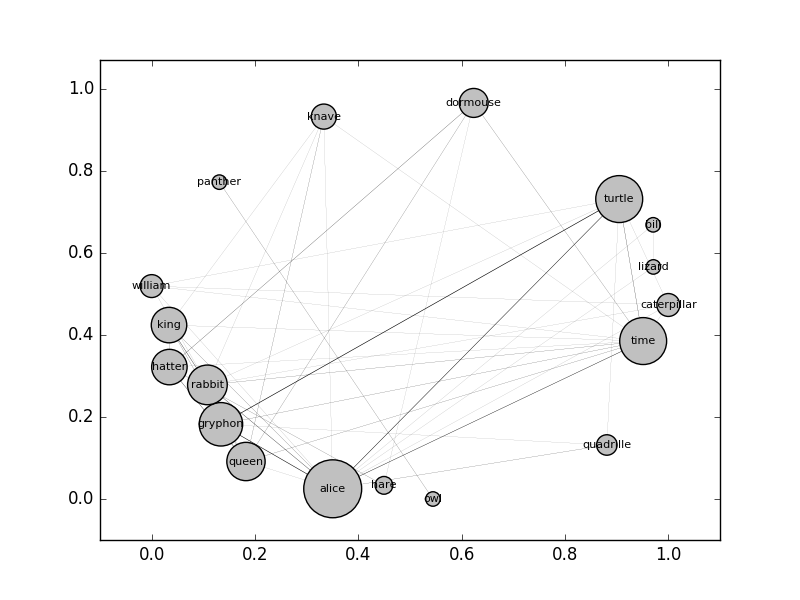 1.0
0.8
0.6
0.4
0.2
0.0
0.0
0.2
0.4
0.6
0.8
1.0
dormouse
knave
panther
turtle
bill
lizard
william
caterpillar
king
time
hatter
rabbit
gryphon
quadrille
queen
alice
hare
owl